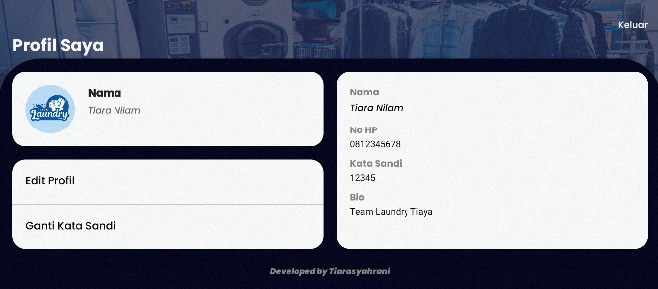 Keluar
Profil Saya
Nama
Tiara Nilam
Laundry
Edit Profil
Ganti Kata Sandi
Nama
Tiara Nilam
No HP
0812345678
Kata Sandi
12345
Bio
Team Laundry Tiaya
Developed by Tiarasyahrani